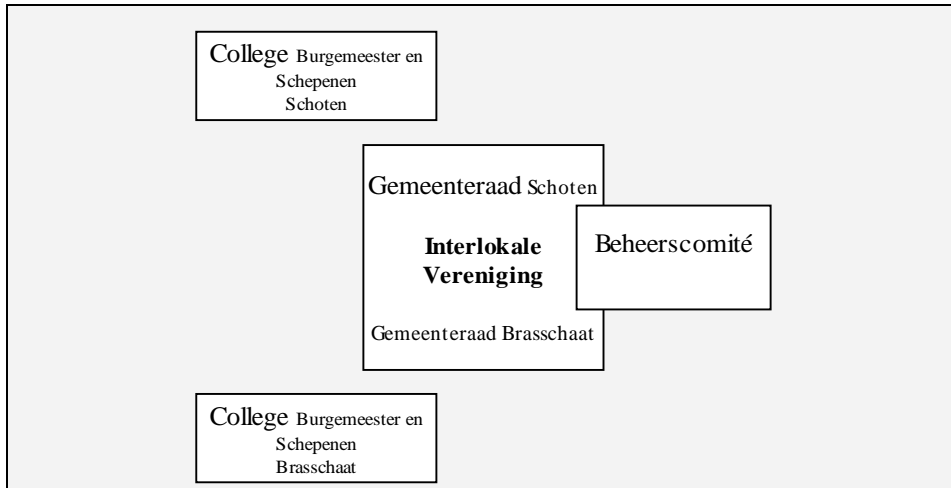 College Burgemeester en
Schepenen
Schoten
Gemeenteraad Schoten
Interlokale
Vereniging
Gemeenteraad Brasschaat
Beheerscomité
College Burgemeester en
Schepenen
Brasschaat